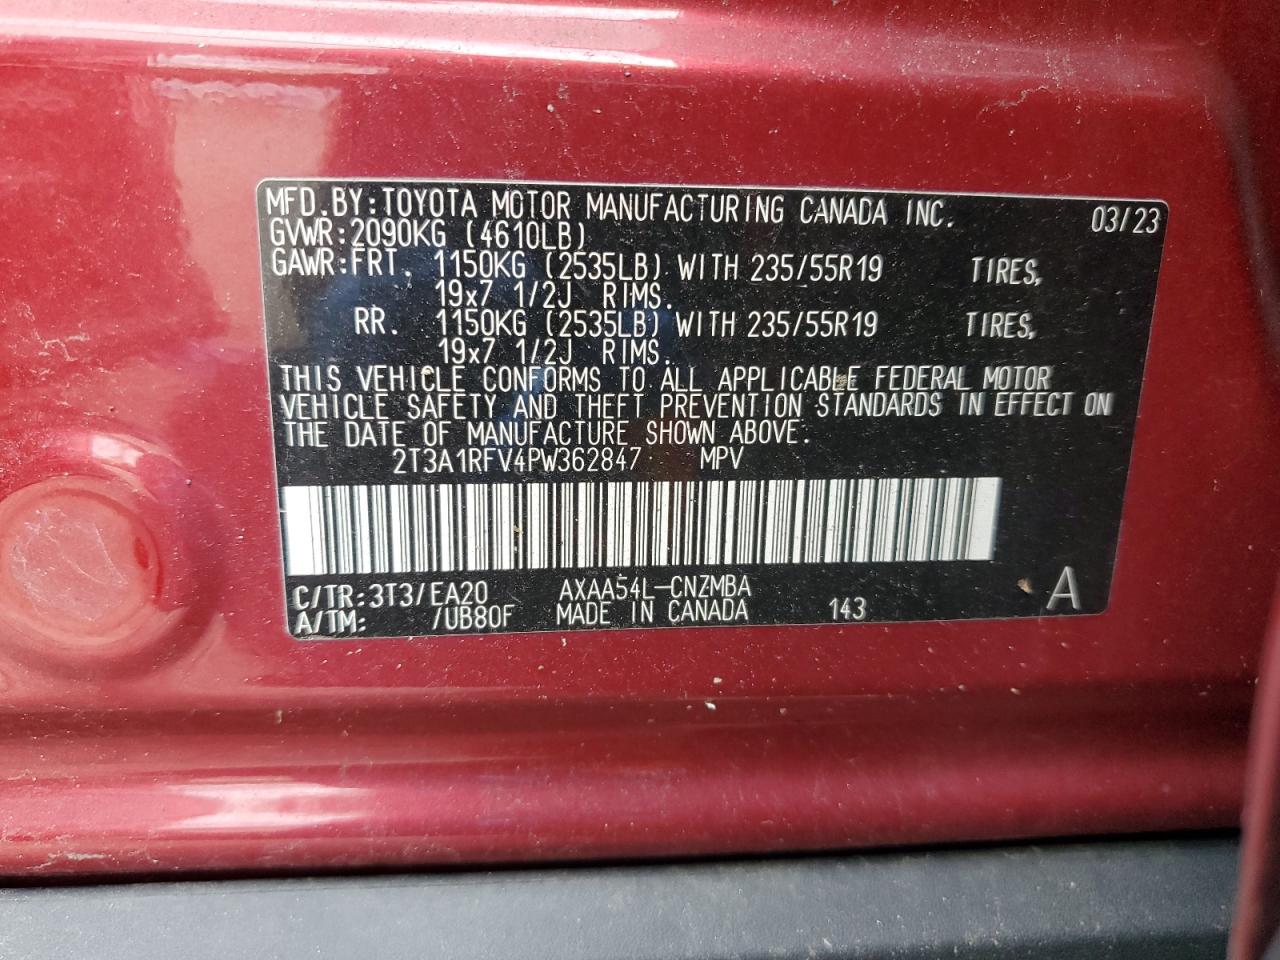 MFD.BY:TOYOTA MOTOR MANUFACTURING CANADA INC. 03/23
GVWR:2090KG (4610LB)
GAWR:FRT. 1150KG (2535LB) WITH 235/55R19 TIRES,
19x7 1/2J RIMS.
RR. 1150KG (2535LB) WITH 235/55R19 TIRES,
19x7 1/2J RIMS.
THIS VEHICLE CONFORMS TO ALL APPLICABLE FEDERAL MOTOR
VEHICLE SAFETY AND THEFT PREVENTION STANDARDS IN EFFECT ON
THE DATE OF MANUFACTURE SHOWN ABOVE.
2T3A1RFV4PW362847 MPV
C/TR:3T3/EA20 AXAA54L-CNZMBA
A/TM: /UB80F MADE IN CANADA 143 A